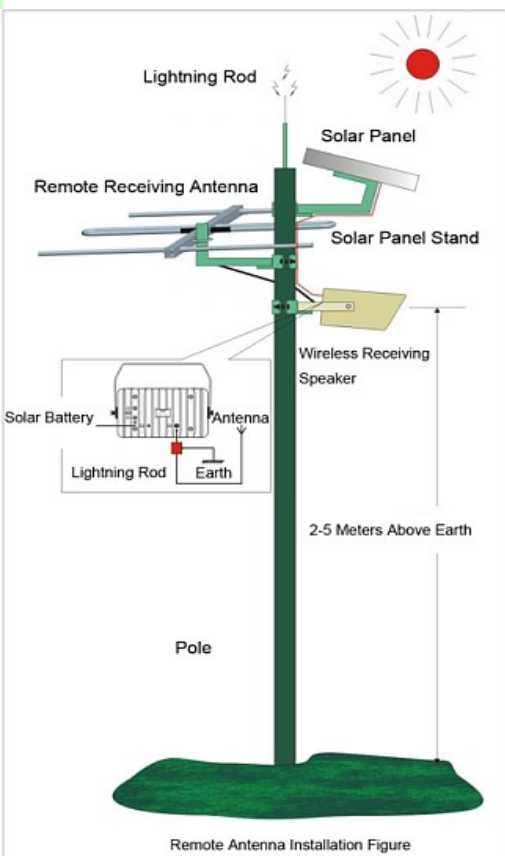 Lightning Rod
Solar Panel
Remote Receiving Antenna
Solar Panel Stand
Wireless Receiving
Speaker
Solar Battery
Antenna
Lightning Rod
Earth
2-5 Meters Above Earth
Pole
Remote Antenna Installation Figure